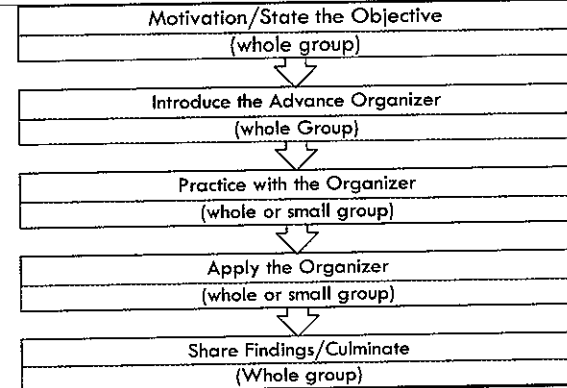 Motivation/State the Objective
(whole group)
Introduce the Advance Organizer
(whole Group)
Practice with the Organizer
(whole or small group)
Apply the Organizer
(whole or small group)
Share Findings/Culminate
(Whole group)